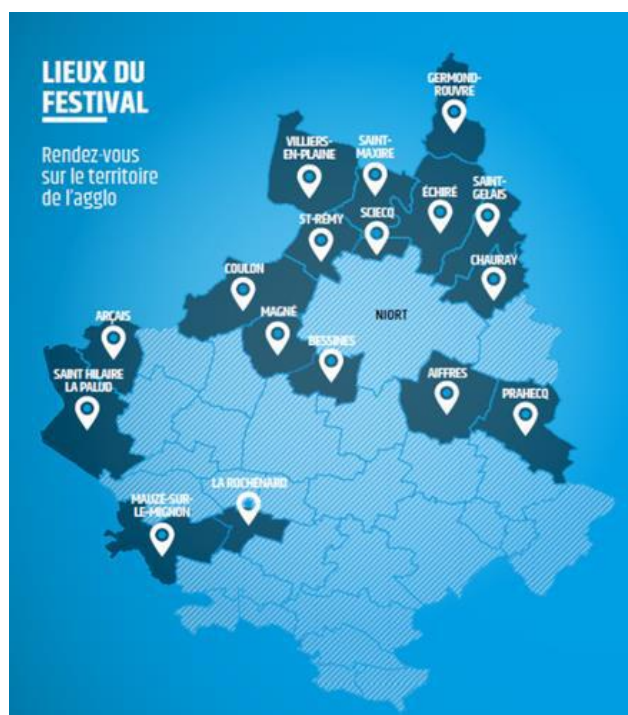 LIEUX DU
FESTIVAL
Rendez-vous
sur le territoire
de l'agglo
GERMOND-
ROUVRE
VILLIERS-
EN-PLAINE
SAINT-
MAXIRE
ÉCHIRÉ
SAINT-
GELAIS
ST-RÉMY
SCIECQ
CHAURAY
COULON
MAGNÉ
NIORT
BESSINES
ARÇAIS
SAINT HILAIRE
LA PALUD
AIFFRES
PRAHECQ
LA ROCHÉNARD
MAUZÉ-SUR-
LE-MIGNON